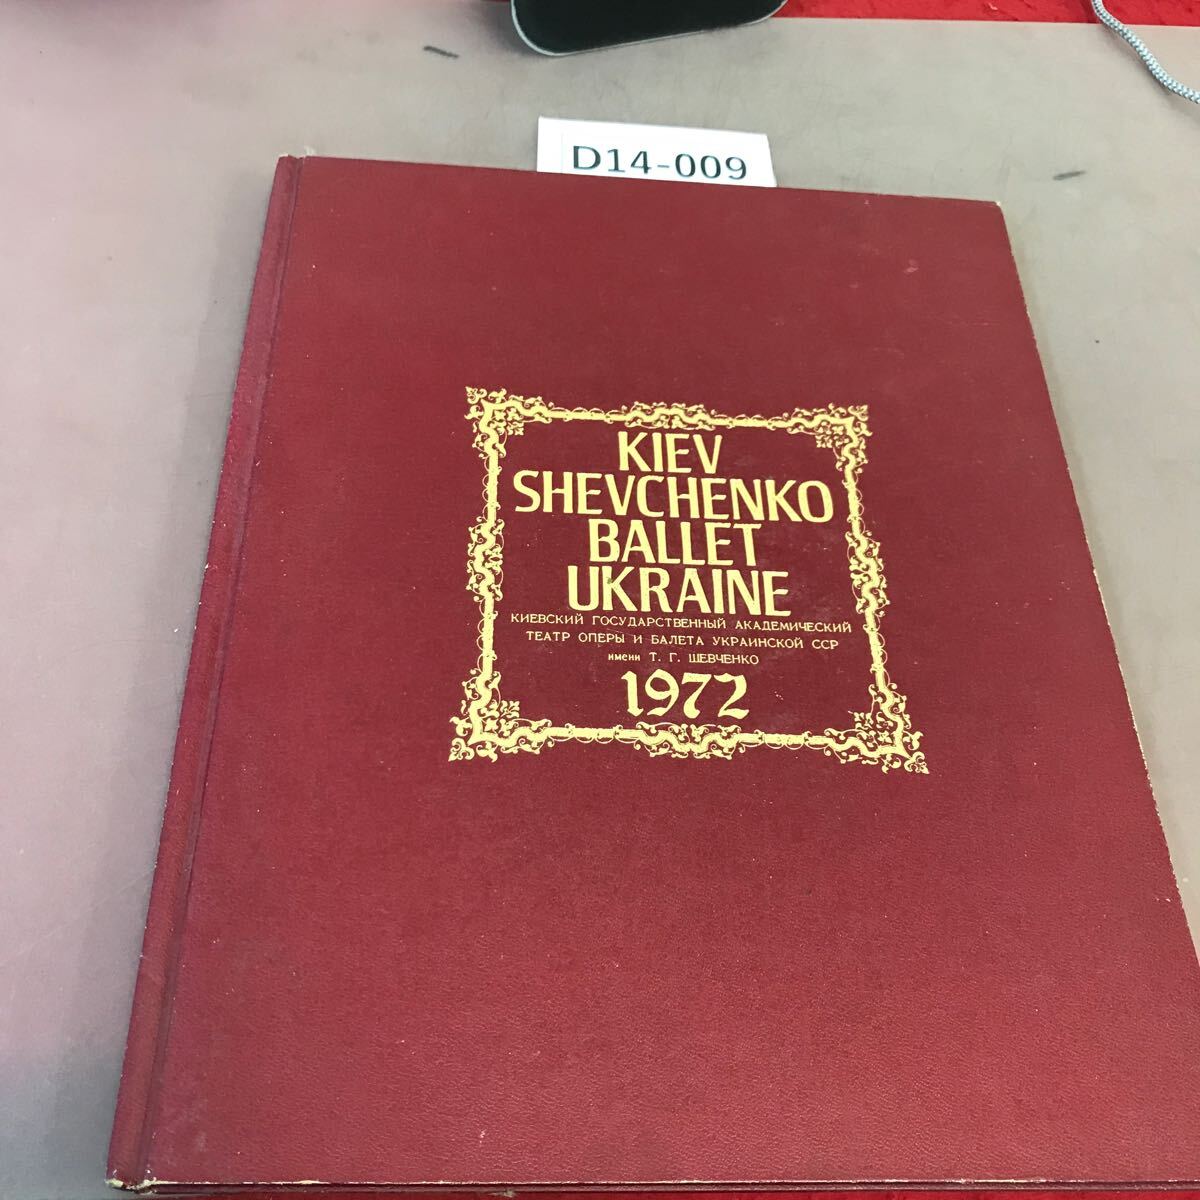 D14-009
KIEV
SHEVCHENKO
BALLET
UKRAINE
КИЕВСКИЙ ГОСУДАРСТВЕННЫЙ АКАДЕМИЧЕСКИЙ
ТЕАТР ОПЕРЫ И БАЛЕТА УКРАИНСКОЙ ССР
имени Т. Г. ШЕВЧЕНКО
1972